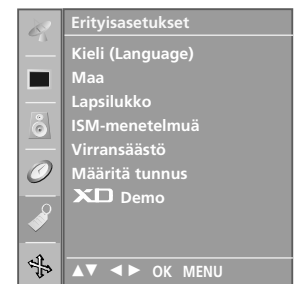 Erityisasetukset
Kieli (Language)
Maa
Lapsilukko
ISM-menetelmuä
Virransäästö
Määritä tunnus
XD Demo
▲▼ ◄► OK MENU